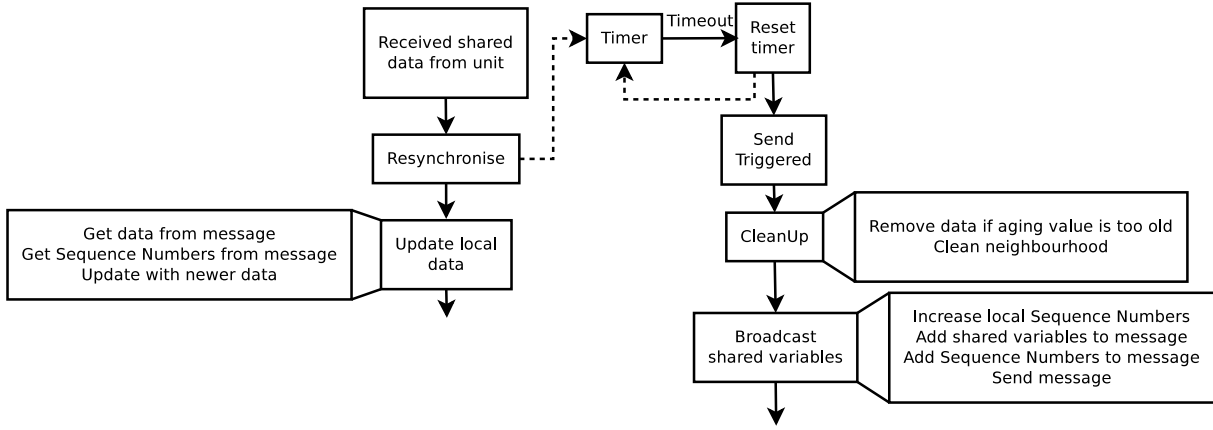 Received shared
data from unit
Resynchronise
Get data from message
Get Sequence Numbers from message
Update with newer data
Update local
data
Timer
Timeout
Reset
timer
Send
Triggered
CleanUp
Remove data if aging value is too old
Clean neighbourhood
Broadcast
shared variables
Increase local Sequence Numbers
Add shared variables to message
Add Sequence Numbers to message
Send message